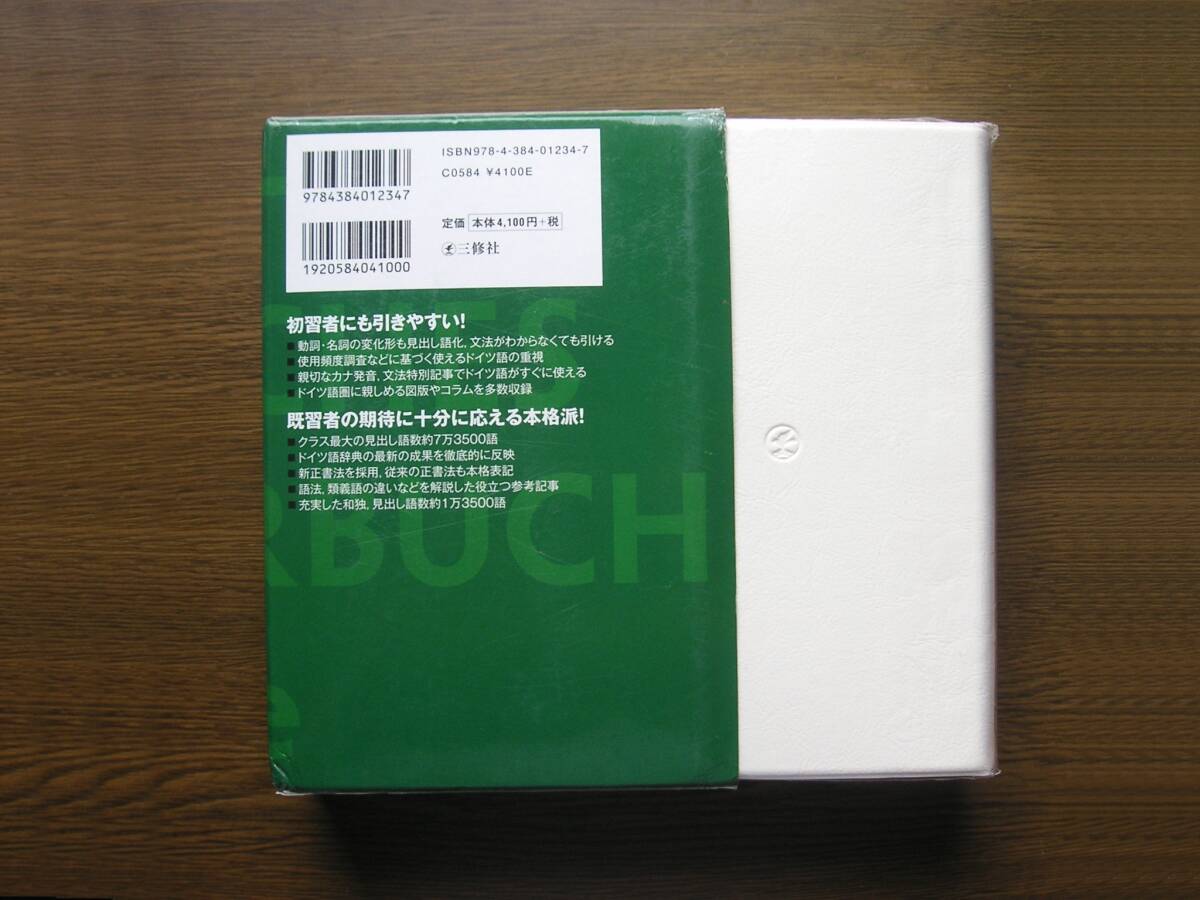 ISBN978-4-384-01234-7
C0584 ¥4100E
9784384012347
定価 本体4,100円+税
三修社
1920584041000
初習者にも引きやすい!
■動詞・名詞の変化形も見出し語化, 文法がわからなくても引ける
■使用頻度調査などに基づく使えるドイツ語の重視
■親切なカナ発音, 文法特別記事でドイツ語がすぐに使える
■ドイツ語圏に親しめる図版やコラムを多数収録
既習者の期待に十分に応える本格派!
■クラス最大の見出し語数約7万3500語
■ドイツ語辞典の最新の成果を徹底的に反映
■新正書法を採用, 従来の正書法も本格表記
■語法, 類義語の違いなどを解説した役立つ参考記事
■充実した和独, 見出し語数約1万3500語
RBUCH